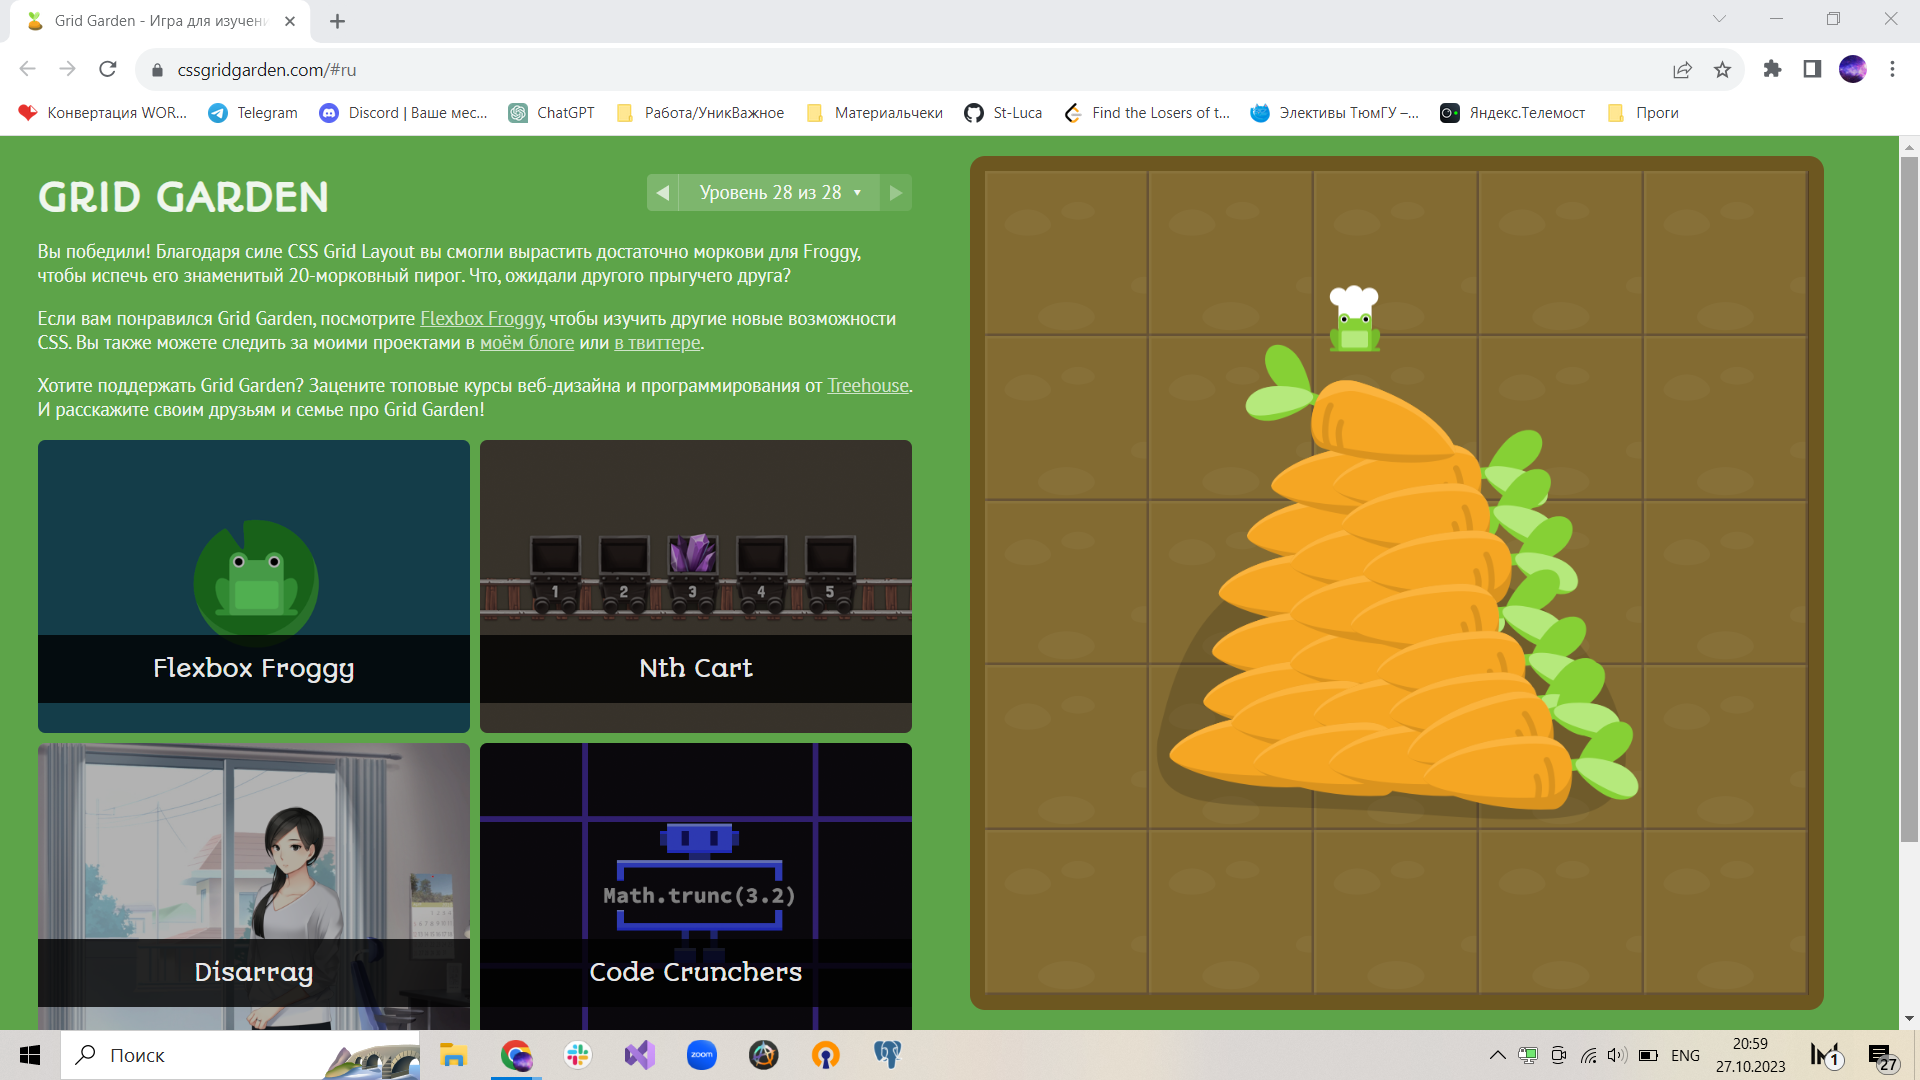 Grid Garden - Игра для изучени
cssgridgarden.com/#ru
Конвертация WOR...
Telegram
Discord | Ваше мес...
ChatGPT
Работа/УникВажное
Материальчеки
St-Luca
Find the Losers of t...
Элективы ТюмГУ –...
Яндекс.Телемост
Проги
GRID GARDEN
Уровень 28 из 28
Вы победили! Благодаря силе CSS Grid Layout вы смогли вырастить достаточно моркови для Froggy,
чтобы испечь его знаменитый 20-морковный пирог. Что, ожидали другого прыгучего друга?
Если вам понравился Grid Garden, посмотрите Flexbox Froggy, чтобы изучить другие новые возможности
CSS. Вы также можете следить за моими проектами в моём блоге или в твиттере.
Хотите поддержать Grid Garden? Зацените топовые курсы веб-дизайна и программирования от Treehouse.
И расскажите своим друзьям и семье про Grid Garden!
Flexbox Froggy
1 2 3 4 5
Nth Cart
Disarray
Math.trunc(3.2)
Code Crunchers
Поиск
zoom
ENG
20:59
27.10.2023
1
27